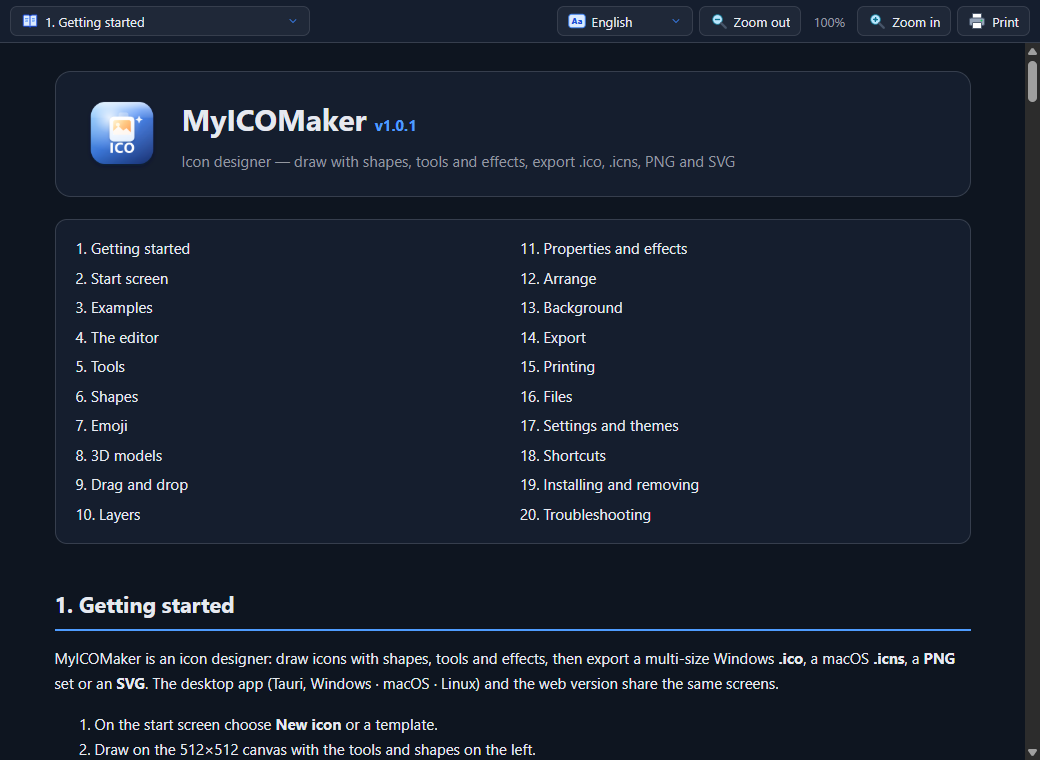 1. Getting started
Aa English
Zoom out
100%
Zoom in
Print
ICO
MyICOMaker v1.0.1
Icon designer — draw with shapes, tools and effects, export .ico, .icns, PNG and SVG
1. Getting started
2. Start screen
3. Examples
4. The editor
5. Tools
6. Shapes
7. Emoji
8. 3D models
9. Drag and drop
10. Layers
11. Properties and effects
12. Arrange
13. Background
14. Export
15. Printing
16. Files
17. Settings and themes
18. Shortcuts
19. Installing and removing
20. Troubleshooting
1. Getting started
MyICOMaker is an icon designer: draw icons with shapes, tools and effects, then export a multi-size Windows .ico, a macOS .icns, a PNG
set or an SVG. The desktop app (Tauri, Windows · macOS · Linux) and the web version share the same screens.
1. On the start screen choose New icon or a template.
2. Draw on the 512×512 canvas with the tools and shapes on the left.